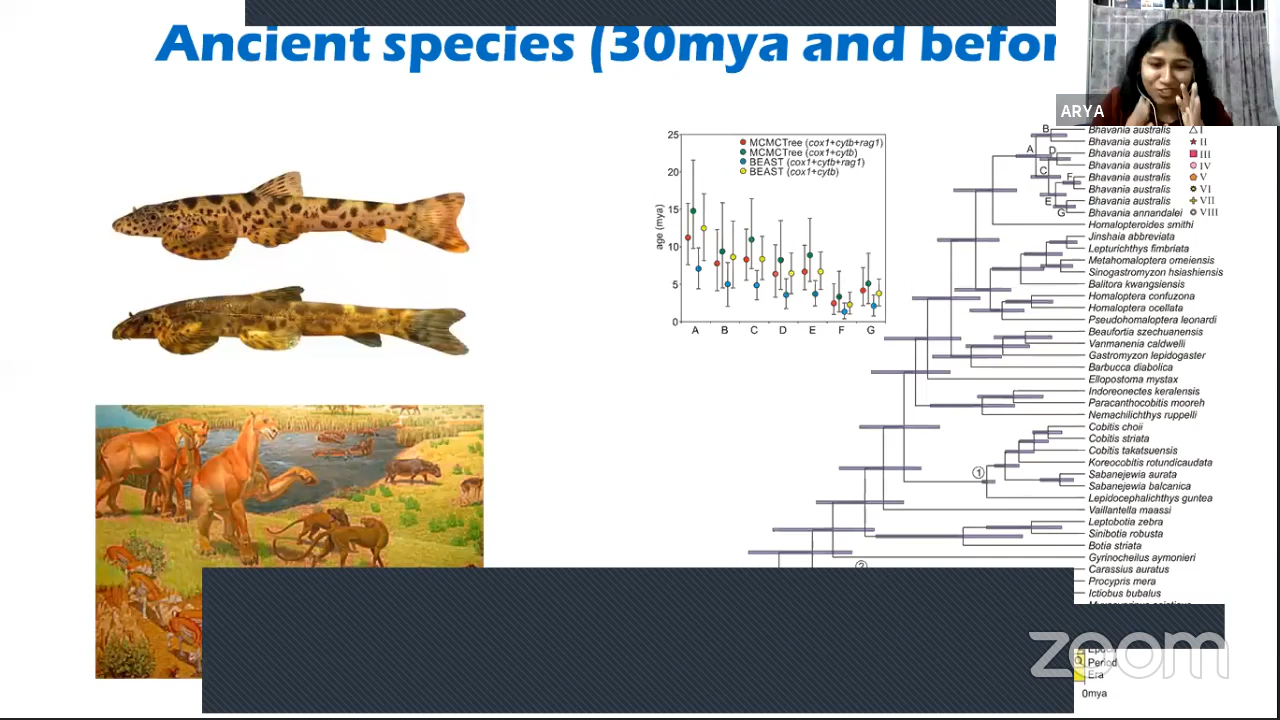 Ancient species (30mya and befor
ARYA
25
20
15
10
5
0
age (mya)
MCMCTree (cox1+cytb+rag1)
MCMCTree (cox1+cytb)
BEAST (cox1+cytb+rag1)
BEAST (cox1+cytb)
A B C D E F G
B
A
D
C
F
E
G
Bhavania australis I
Bhavania australis II
Bhavania australis III
Bhavania australis IV
Bhavania australis V
Bhavania australis VI
Bhavania australis VII
Bhavania annandalei VIII
Homalopteroides smithi
Jinshaia abbreviata
Lepturichthys fimbriata
Metahomaloptera omeiensis
Sinogastromyzon hsiashiensis
Balitora kwangsiensis
Homaloptera confuzona
Homaloptera ocellata
Pseudohomaloptera leonardi
Beaufortia szechuanensis
Vanmenenia caldwelli
Gastromyzon lepidogaster
Barbucca diabolica
Ellopostoma mystax
Indoreonectes keralensis
Paracanthocobitis mooreh
Nemachilichthys ruppelli
Cobitis choii
Cobitis striata
Cobitis takatsuensis
Koreocobitis rotundicaudata
1
Sabanejewia aurata
Sabanejewia balcanica
Lepidocephalichthys guntea
Vaillantella maassi
Leptobotia zebra
Sinibotia robusta
Botia striata
Gyrinocheilus aymonieri
2
Carassius auratus
Procypris mera
Ictiobus bubalus
zoom
Epoch
Q
Period
Era
0mya